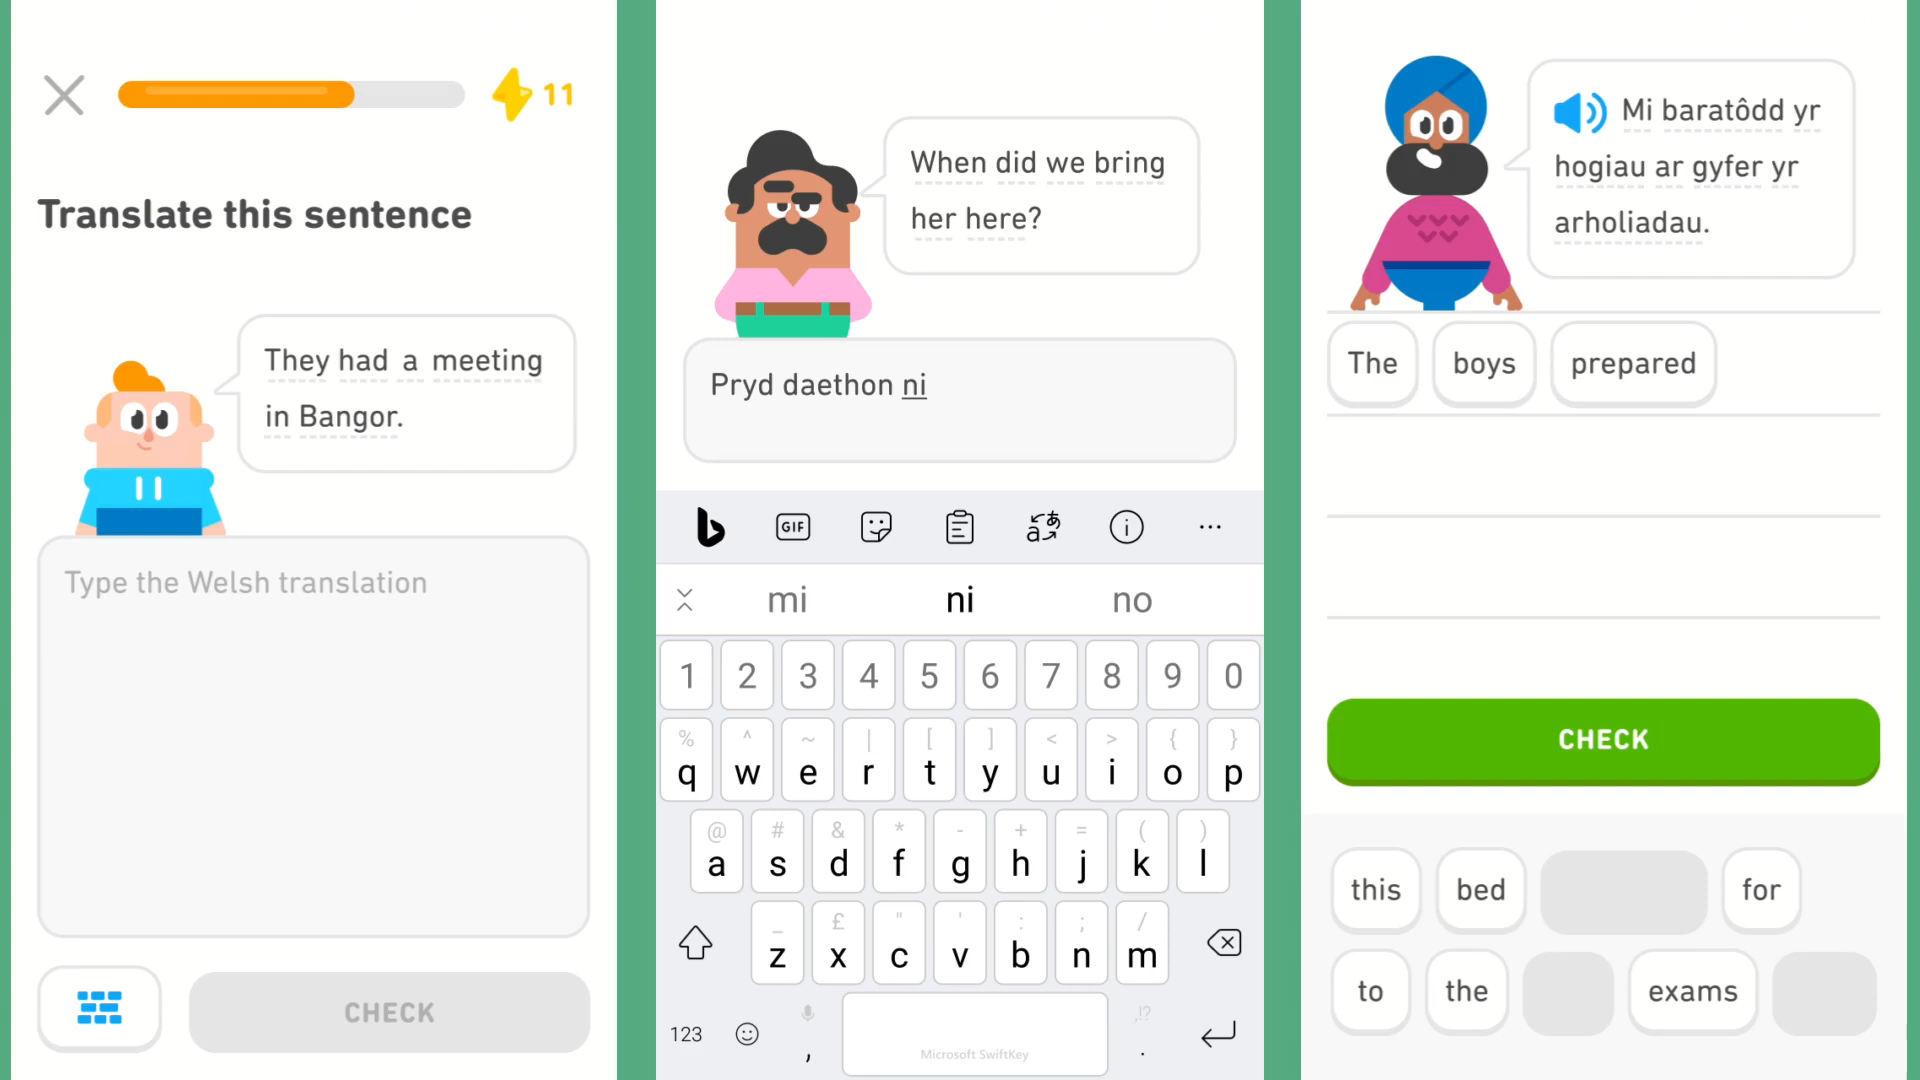 11
Translate this sentence
They had a meeting
in Bangor.
Type the Welsh translation
CHECK
When did we bring
her here?
Pryd daethon ni
GIF
mi ni no
1 2 3 4 5 6 7 8 9 0
% ^ ~ | [ ] < > { }
q w e r t y u i o p
@ # & * - + = ( )
a s d f g h j k l
_ £ " ' : ; /
z x c v b n m
123 , Microsoft SwiftKey ,!? .
Mi baratôdd yr
hogiau ar gyfer yr
arholiadau.
The boys prepared
CHECK
this bed for
to the exams